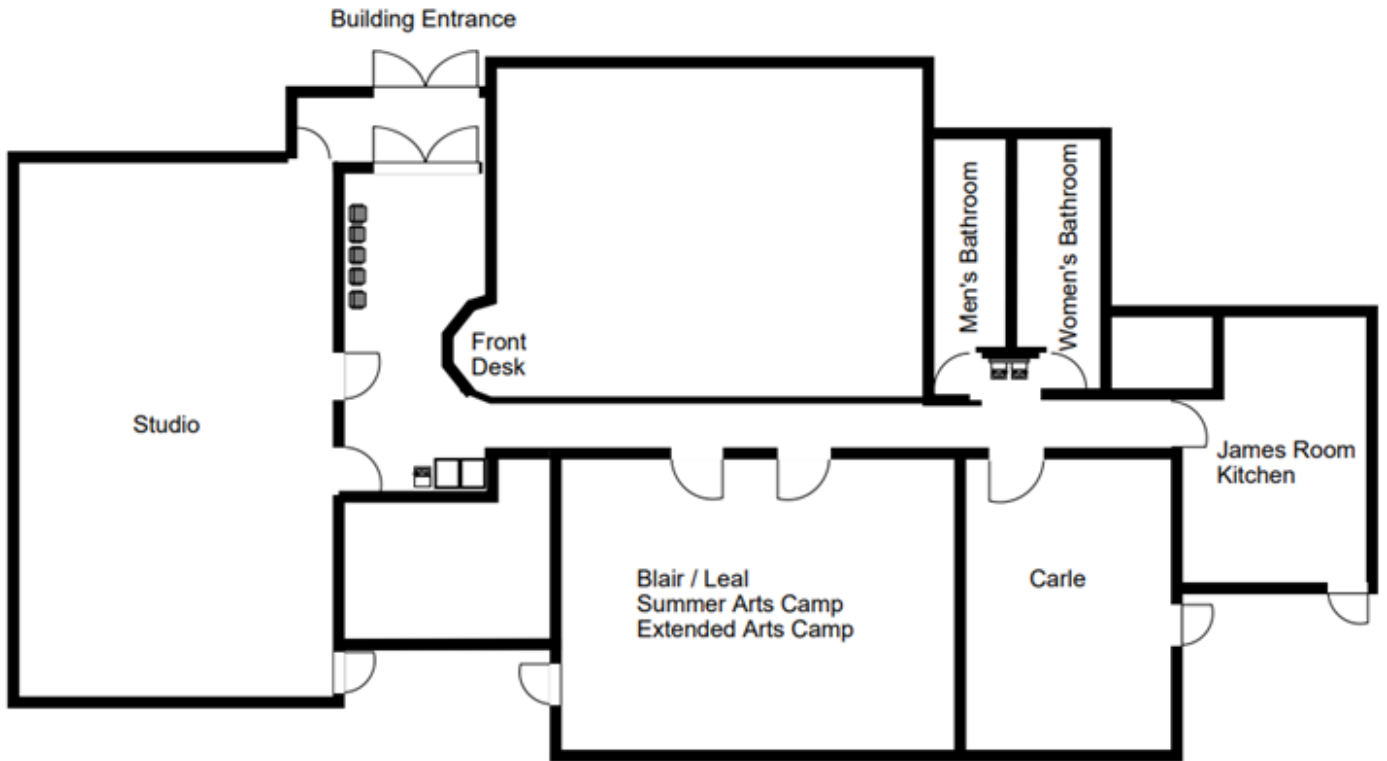 Building Entrance
Men's Bathroom
Women's Bathroom
Front
Desk
Studio
James Room
Kitchen
Blair / Leal
Summer Arts Camp
Extended Arts Camp
Carle